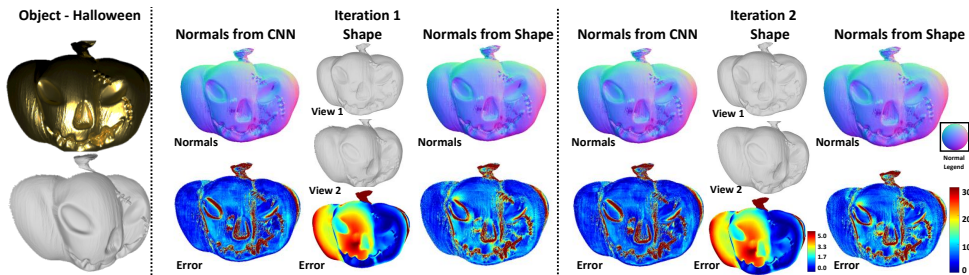 Object - Halloween
Iteration 1
Normals from CNN
Shape
Normals from Shape
View 1
Normals
View 2
Error
Error
Error
Iteration 2
Normals from CNN
Shape
Normals from Shape
View 1
Normals
View 2
Error
Error
Error
5.0
3.3
1.7
0.0
Normal
Legend
30
20
10
0